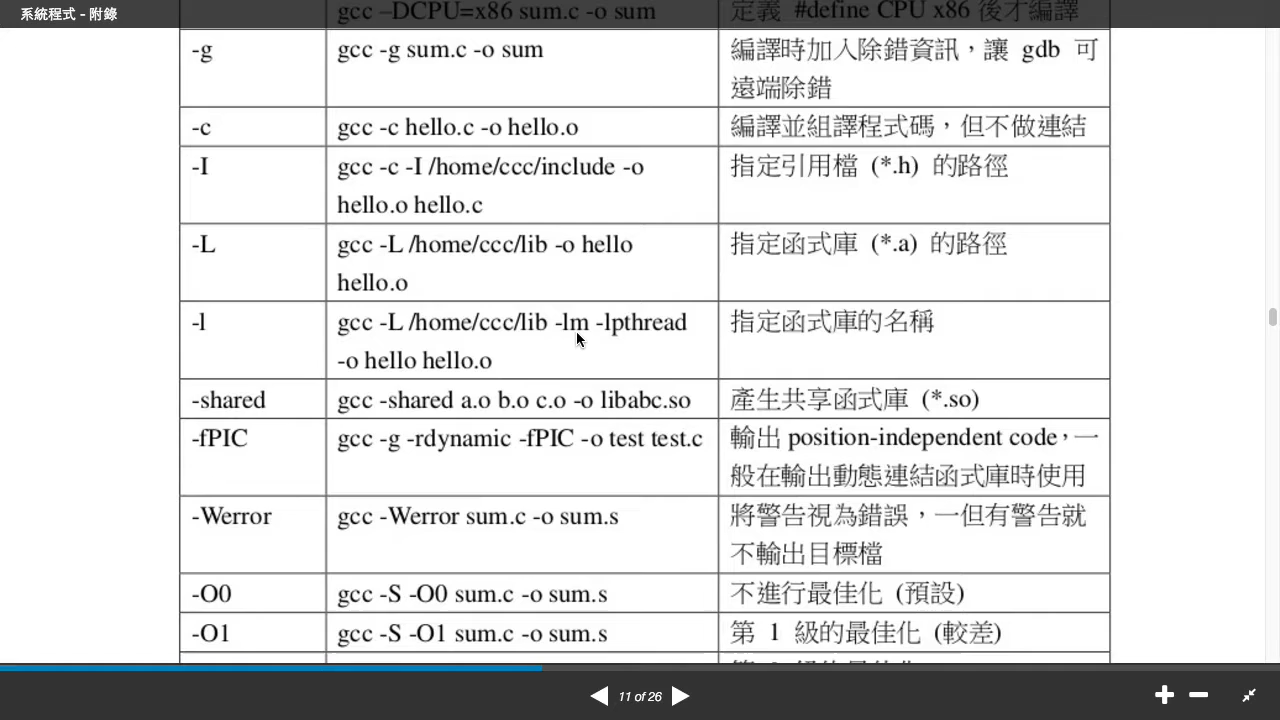 系統程式 - 附錄
gcc –DCPU=x86 sum.c -o sum
定義 #define CPU x86 後才編譯
-g
gcc -g sum.c -o sum
編譯時加入除錯資訊，讓 gdb 可
遠端除錯
-c
gcc -c hello.c -o hello.o
編譯並組譯程式碼，但不做連結
-I
gcc -c -I /home/ccc/include -o
hello.o hello.c
指定引用檔 (*.h) 的路徑
-L
gcc -L /home/ccc/lib -o hello
hello.o
指定函式庫 (*.a) 的路徑
-l
gcc -L /home/ccc/lib -lm -lpthread
-o hello hello.o
指定函式庫的名稱
-shared
gcc -shared a.o b.o c.o -o libabc.so
產生共享函式庫 (*.so)
-fPIC
gcc -g -rdynamic -fPIC -o test test.c
輸出 position-independent code，一
般在輸出動態連結函式庫時使用
-Werror
gcc -Werror sum.c -o sum.s
將警告視為錯誤，一但有警告就
不輸出目標檔
-O0
gcc -S -O0 sum.c -o sum.s
不進行最佳化 (預設)
-O1
gcc -S -O1 sum.c -o sum.s
第 1 級的最佳化 (較差)
11 of 26